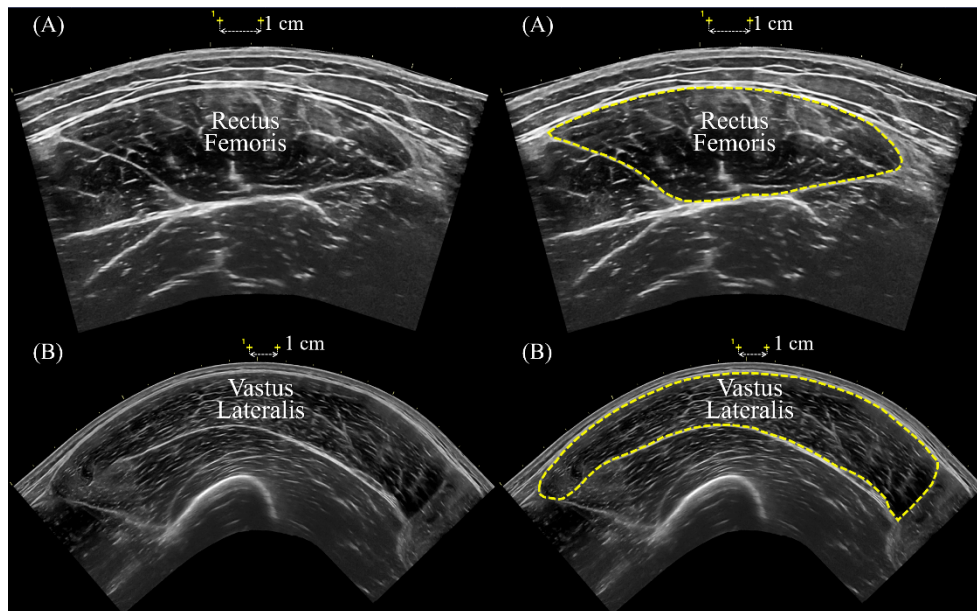 (A)
1 cm
Rectus
Femoris
(A)
1 cm
Rectus
Femoris
(B)
1 cm
Vastus
Lateralis
(B)
1 cm
Vastus
Lateralis